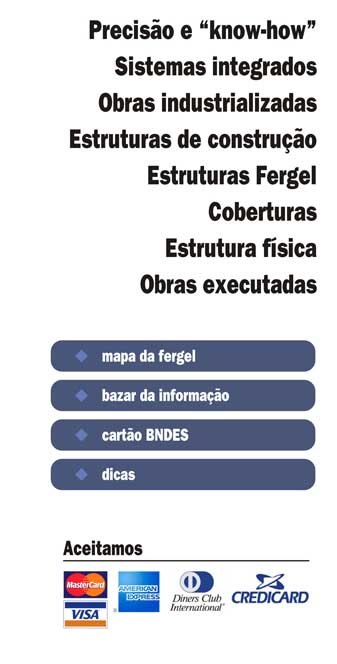 Precisão e “know-how”
Sistemas integrados
Obras industrializadas
Estruturas de construção
Estruturas Fergel
Coberturas
Estrutura física
Obras executadas
mapa da fergel
bazar da informação
cartão BNDES
dicas
Aceitamos
MasterCard
AMERICAN EXPRESS
Diners Club
International
CREDICARD
VISA